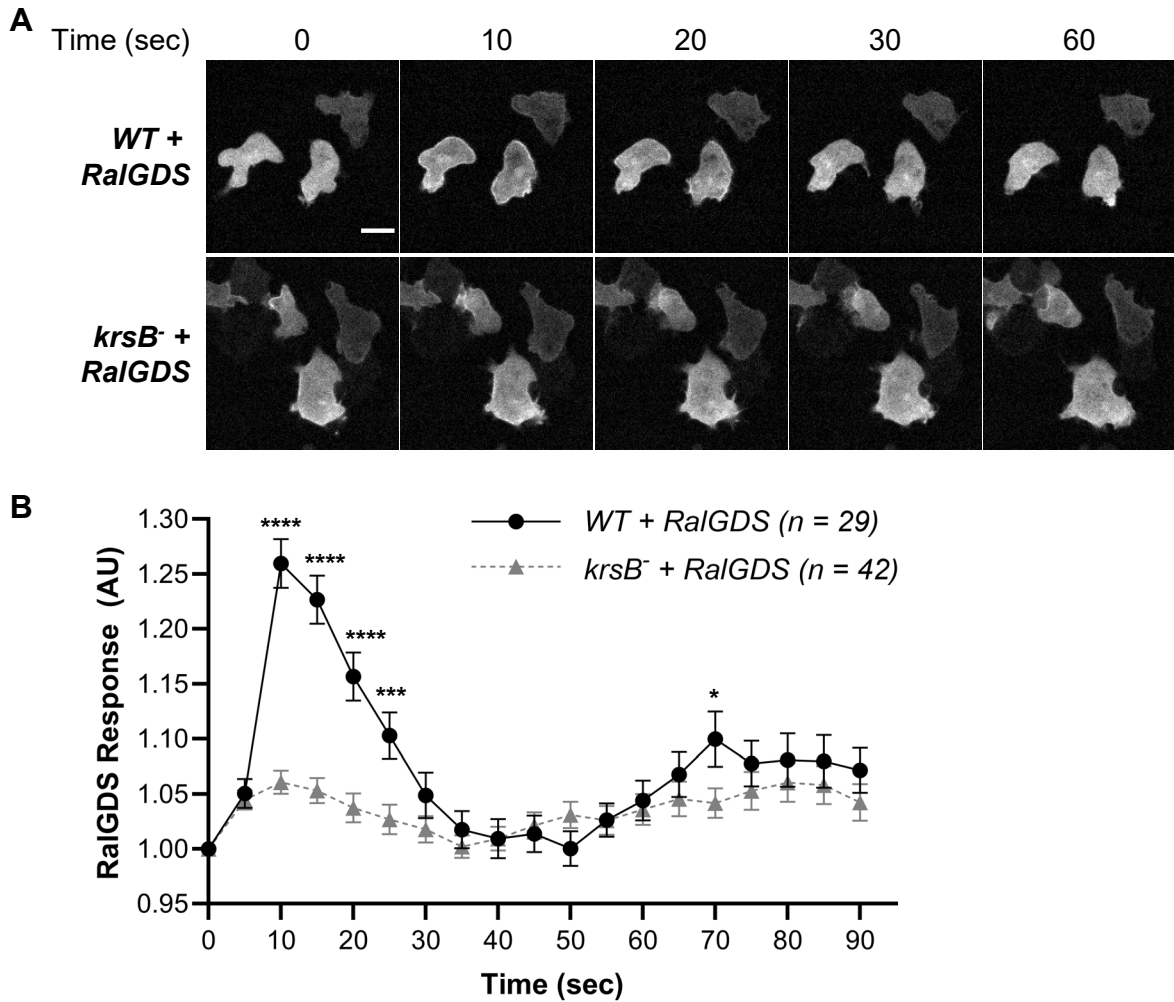 A
Time (sec) 0 10 20 30 60
WT +
RalGDS
krsB⁻ +
RalGDS
B
RalGDS Response (AU)
1.30
1.25
1.20
1.15
1.10
1.05
1.00
0.95
**** 
****
****
***
*
WT + RalGDS (n = 29)
krsB⁻ + RalGDS (n = 42)
0 10 20 30 40 50 60 70 80 90
Time (sec)